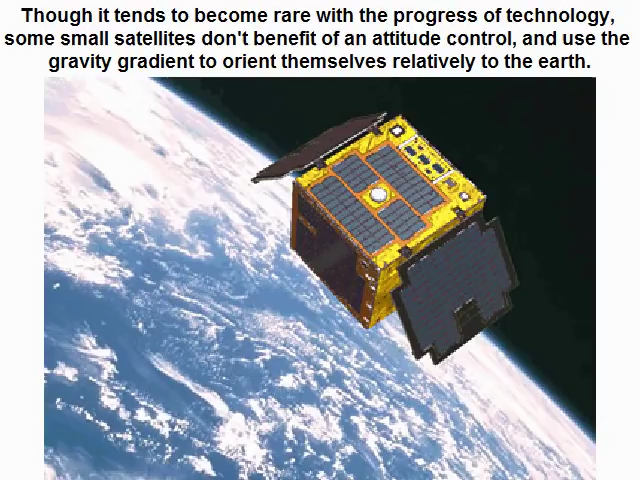 Though it tends to become rare with the progress of technology,
some small satellites don't benefit of an attitude control, and use the
gravity gradient to orient themselves relatively to the earth.